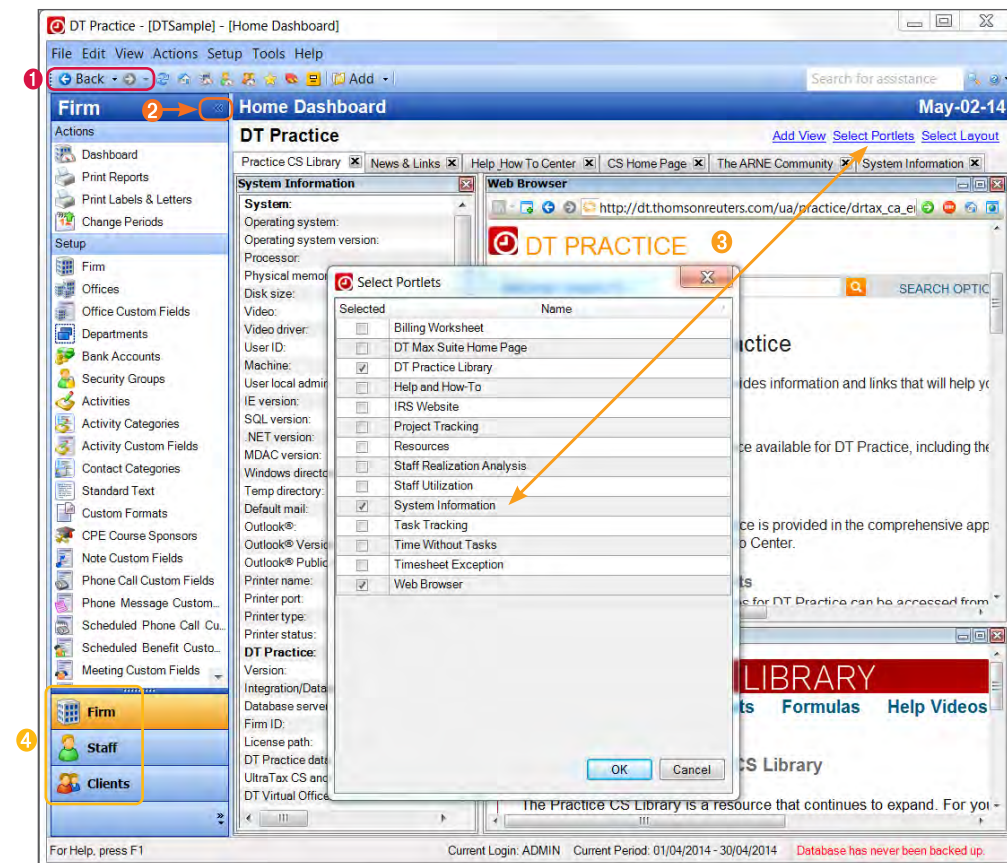 DT Practice - [DTSample] - [Home Dashboard]
File Edit View Actions Setup Tools Help
1
Back
Add
Search for assistance
Firm
2
Home Dashboard
May-02-14
Actions
Dashboard
Print Reports
Print Labels & Letters
Change Periods
Setup
Firm
Offices
Office Custom Fields
Departments
Bank Accounts
Security Groups
Activities
Activity Categories
Activity Custom Fields
Contact Categories
Standard Text
Custom Formats
CPE Course Sponsors
Note Custom Fields
Phone Call Custom Fields
Phone Message Custom...
Scheduled Phone Call Cu...
Scheduled Benefit Custo...
Meeting Custom Fields
4
Firm
Staff
Clients
DT Practice
Add View Select Portlets Select Layout
Practice CS Library
News & Links
Help_How To Center
CS Home Page
The ARNE Community
System Information
System Information
System:
Operating system:
Operating system version:
Processor:
Physical memor
Disk size:
Video:
Video driver:
User ID:
Machine:
User local admir
IE version:
SQL version:
.NET version:
MDAC version:
Windows directo
Temp directory:
Default mail:
Outlook®:
Outlook® Versio
Outlook® Public
Printer name:
Printer port:
Printer type:
Printer status:
DT Practice:
Version:
Integration/Data
Database server
Firm ID:
License path:
DT Practice data
UltraTax CS and
DT Virtual Office
Web Browser
http://dt.thomsonreuters.com/ua/practice/drtax_ca_e
DT PRACTICE
3
SEARCH OPTIC
ctice
ides information and links that will help yo
ce available for DT Practice, including the
ce is provided in the comprehensive app
o Center.
ts
s for DT Practice can be accessed from
LIBRARY
ts Formulas Help Videos
CS Library
The Practice CS Library is a resource that continues to expand. For you
Select Portlets
Selected Name
Billing Worksheet
DT Max Suite Home Page
DT Practice Library
Help and How-To
IRS Website
Project Tracking
Resources
Staff Realization Analysis
Staff Utilization
System Information
Task Tracking
Time Without Tasks
Timesheet Exception
Web Browser
OK Cancel
For Help, press F1
Current Login: ADMIN Current Period: 01/04/2014 - 30/04/2014 Database has never been backed up.